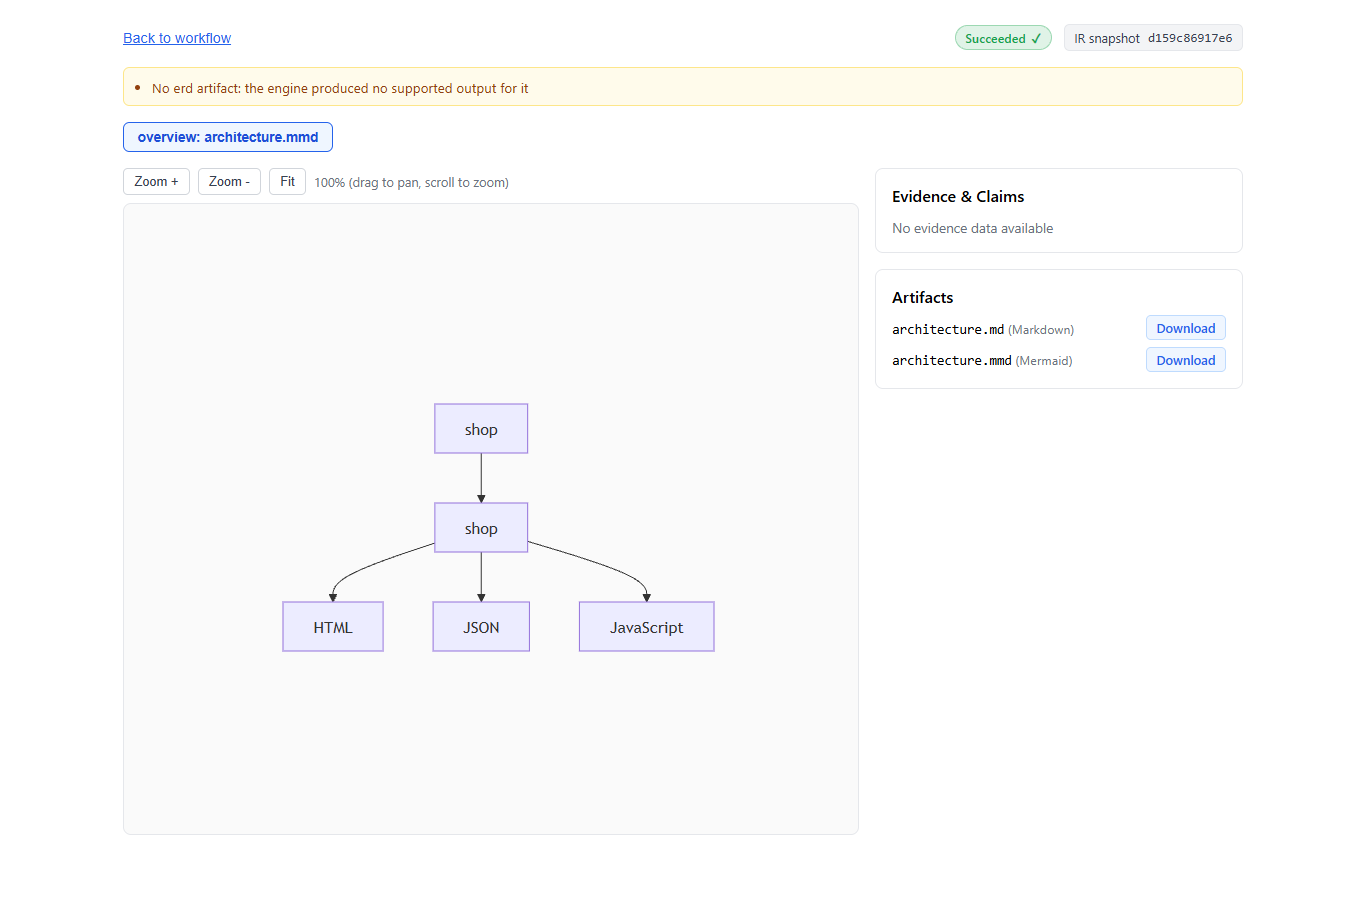 Back to workflow
Succeeded ✓
IR snapshot d159c86917e6
• No erd artifact: the engine produced no supported output for it
overview: architecture.mmd
Zoom +
Zoom -
Fit
100% (drag to pan, scroll to zoom)
shop
shop
HTML
JSON
JavaScript
Evidence & Claims
No evidence data available
Artifacts
architecture.md (Markdown)
Download
architecture.mmd (Mermaid)
Download